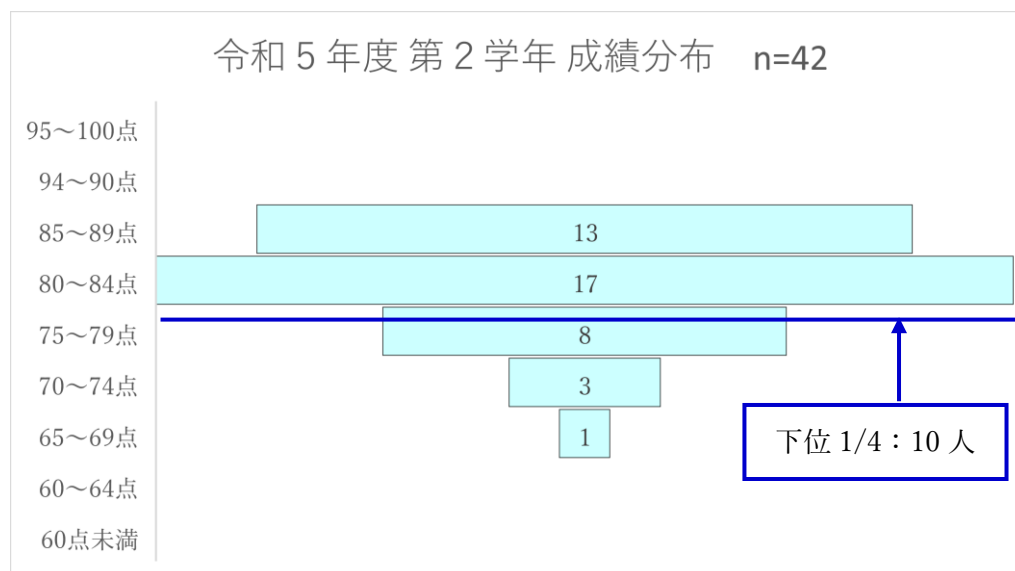 令和５年度 第２学年 成績分布　n=42
95～100点
94～90点
85～89点
13
80～84点
17
75～79点
8
70～74点
3
65～69点
1
下位 1/4：10 人
60～64点
60点未満